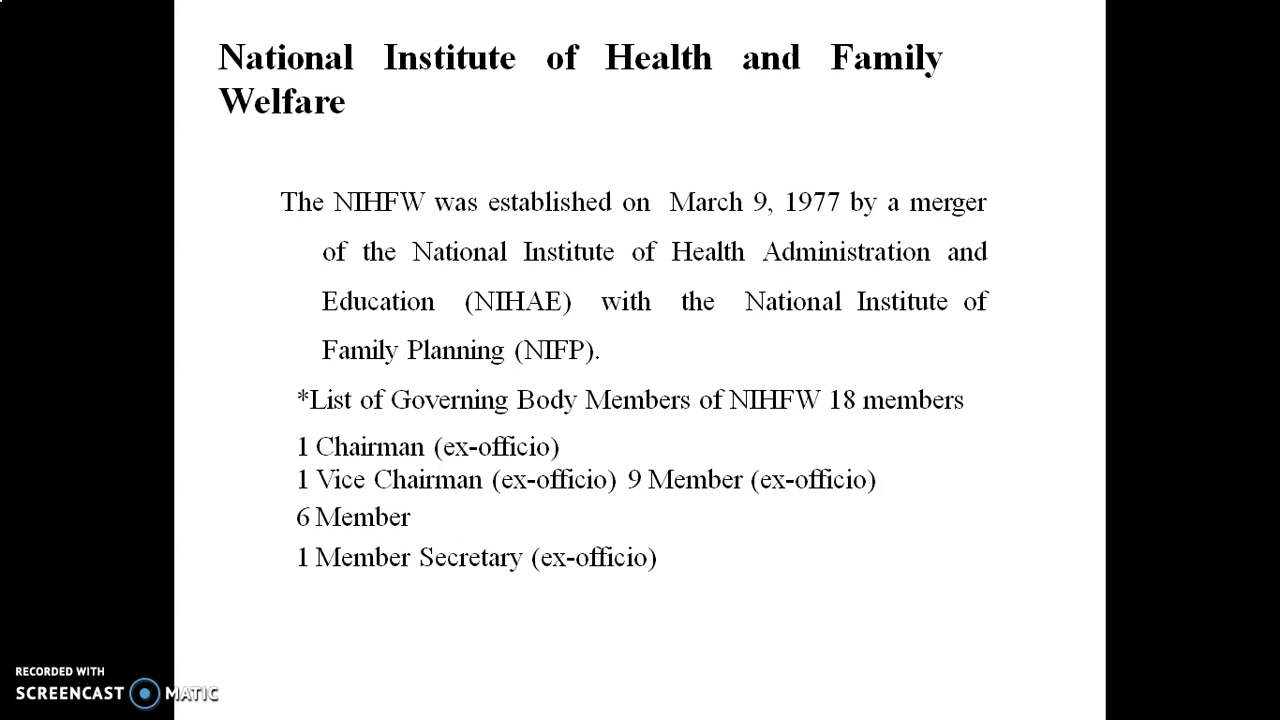 National Institute of Health and Family
Welfare
The NIHFW was established on March 9, 1977 by a merger
of the National Institute of Health Administration and
Education (NIHAE) with the National Institute of
Family Planning (NIFP).
*List of Governing Body Members of NIHFW 18 members
1 Chairman (ex-officio)
1 Vice Chairman (ex-officio) 9 Member (ex-officio)
6 Member
1 Member Secretary (ex-officio)
RECORDED WITH
SCREENCAST MATIC